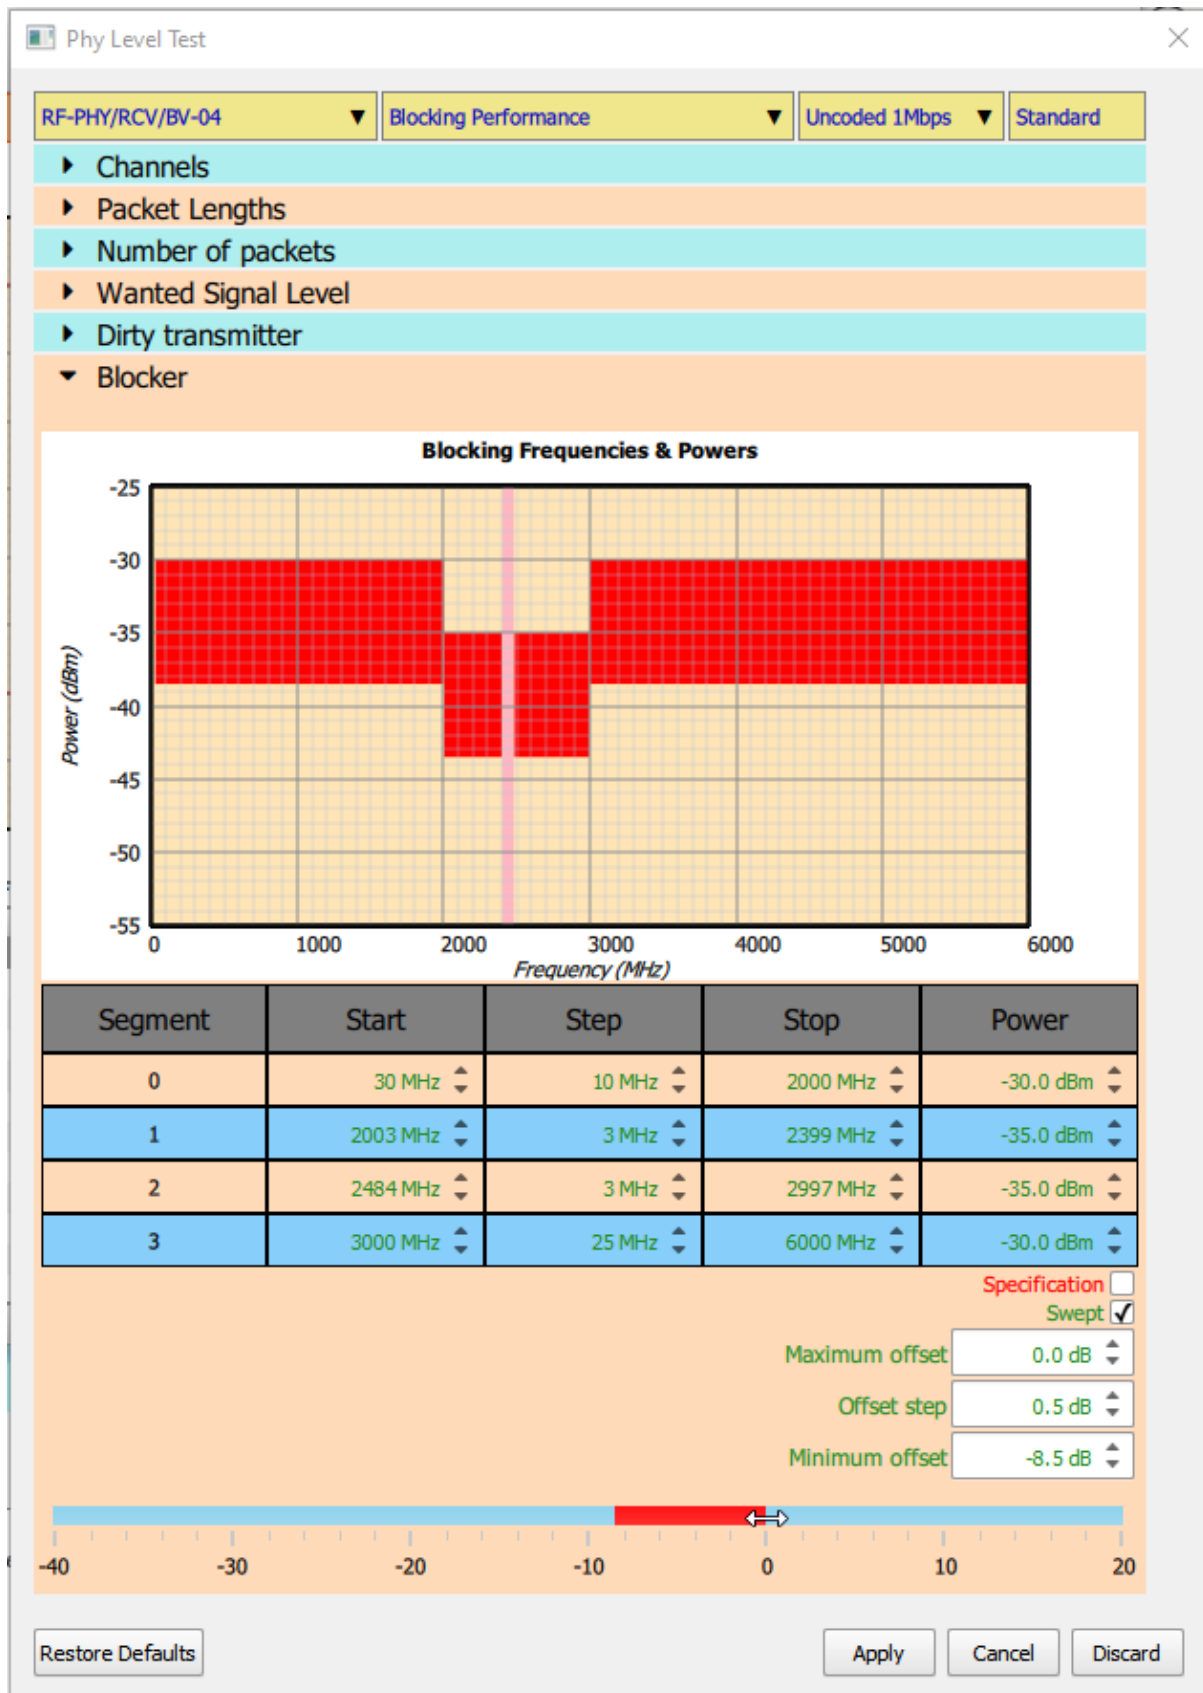 Phy Level Test
RF-PHY/RCV/BV-04 Blocking Performance Uncoded 1Mbps Standard
Channels
Packet Lengths
Number of packets
Wanted Signal Level
Dirty transmitter
Blocker
Blocking Frequencies & Powers
-25
-30
-35
-40
-45
-50
-55
Power (dBm)
0 1000 2000 3000 4000 5000 6000
Frequency (MHz)
Segment Start Step Stop Power
0 30 MHz 10 MHz 2000 MHz -30.0 dBm
1 2003 MHz 3 MHz 2399 MHz -35.0 dBm
2 2484 MHz 3 MHz 2997 MHz -35.0 dBm
3 3000 MHz 25 MHz 6000 MHz -30.0 dBm
Specification
Swept
Maximum offset 0.0 dB
Offset step 0.5 dB
Minimum offset -8.5 dB
-40 -30 -20 -10 0 10 20
Restore Defaults Apply Cancel Discard